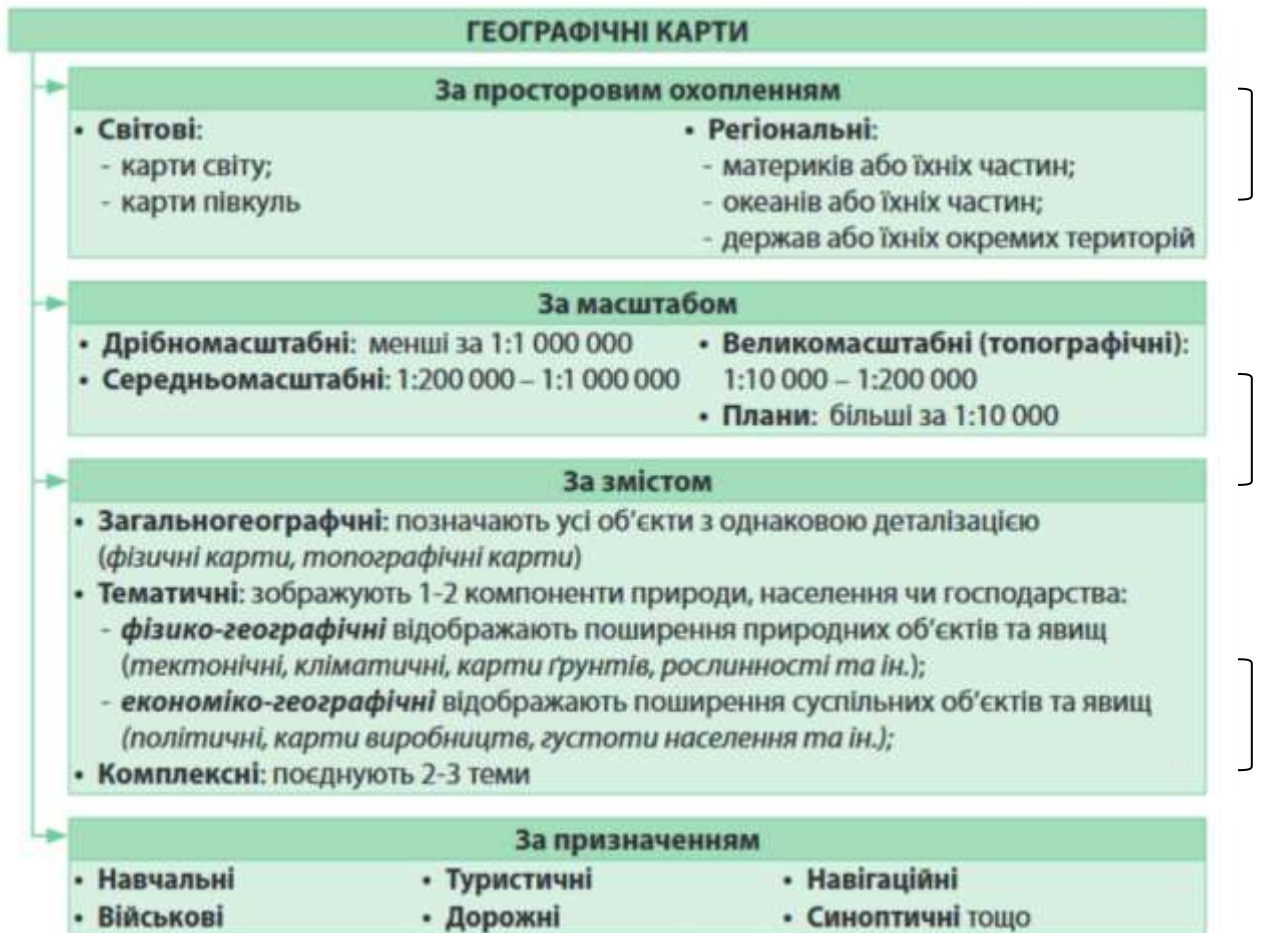 ГЕОГРАФІЧНІ КАРТИ
За просторовим охопленням
• Світові:
- карти світу;
- карти півкуль
• Регіональні:
- материків або їхніх частин;
- океанів або їхніх частин;
- держав або їхніх окремих територій
За масштабом
• Дрібномасштабні: менші за 1:1 000 000
• Середньомасштабні: 1:200 000 – 1:1 000 000
• Великомасштабні (топографічні):
1:10 000 – 1:200 000
• Плани: більші за 1:10 000
За змістом
• Загальногеографчні: позначають усі об’єкти з однаковою деталізацією
(фізичні карти, топографічні карти)
• Тематичні: зображують 1-2 компоненти природи, населення чи господарства:
- фізико-географічні відображають поширення природних об’єктів та явищ
(тектонічні, кліматичні, карти ґрунтів, рослинності та ін.);
- економіко-географічні відображають поширення суспільних об’єктів та явищ
(політичні, карти виробництв, густоти населення та ін.);
• Комплексні: поєднують 2-3 теми
За призначенням
• Навчальні
• Військові
• Туристичні
• Дорожні
• Навігаційні
• Синоптичні тощо